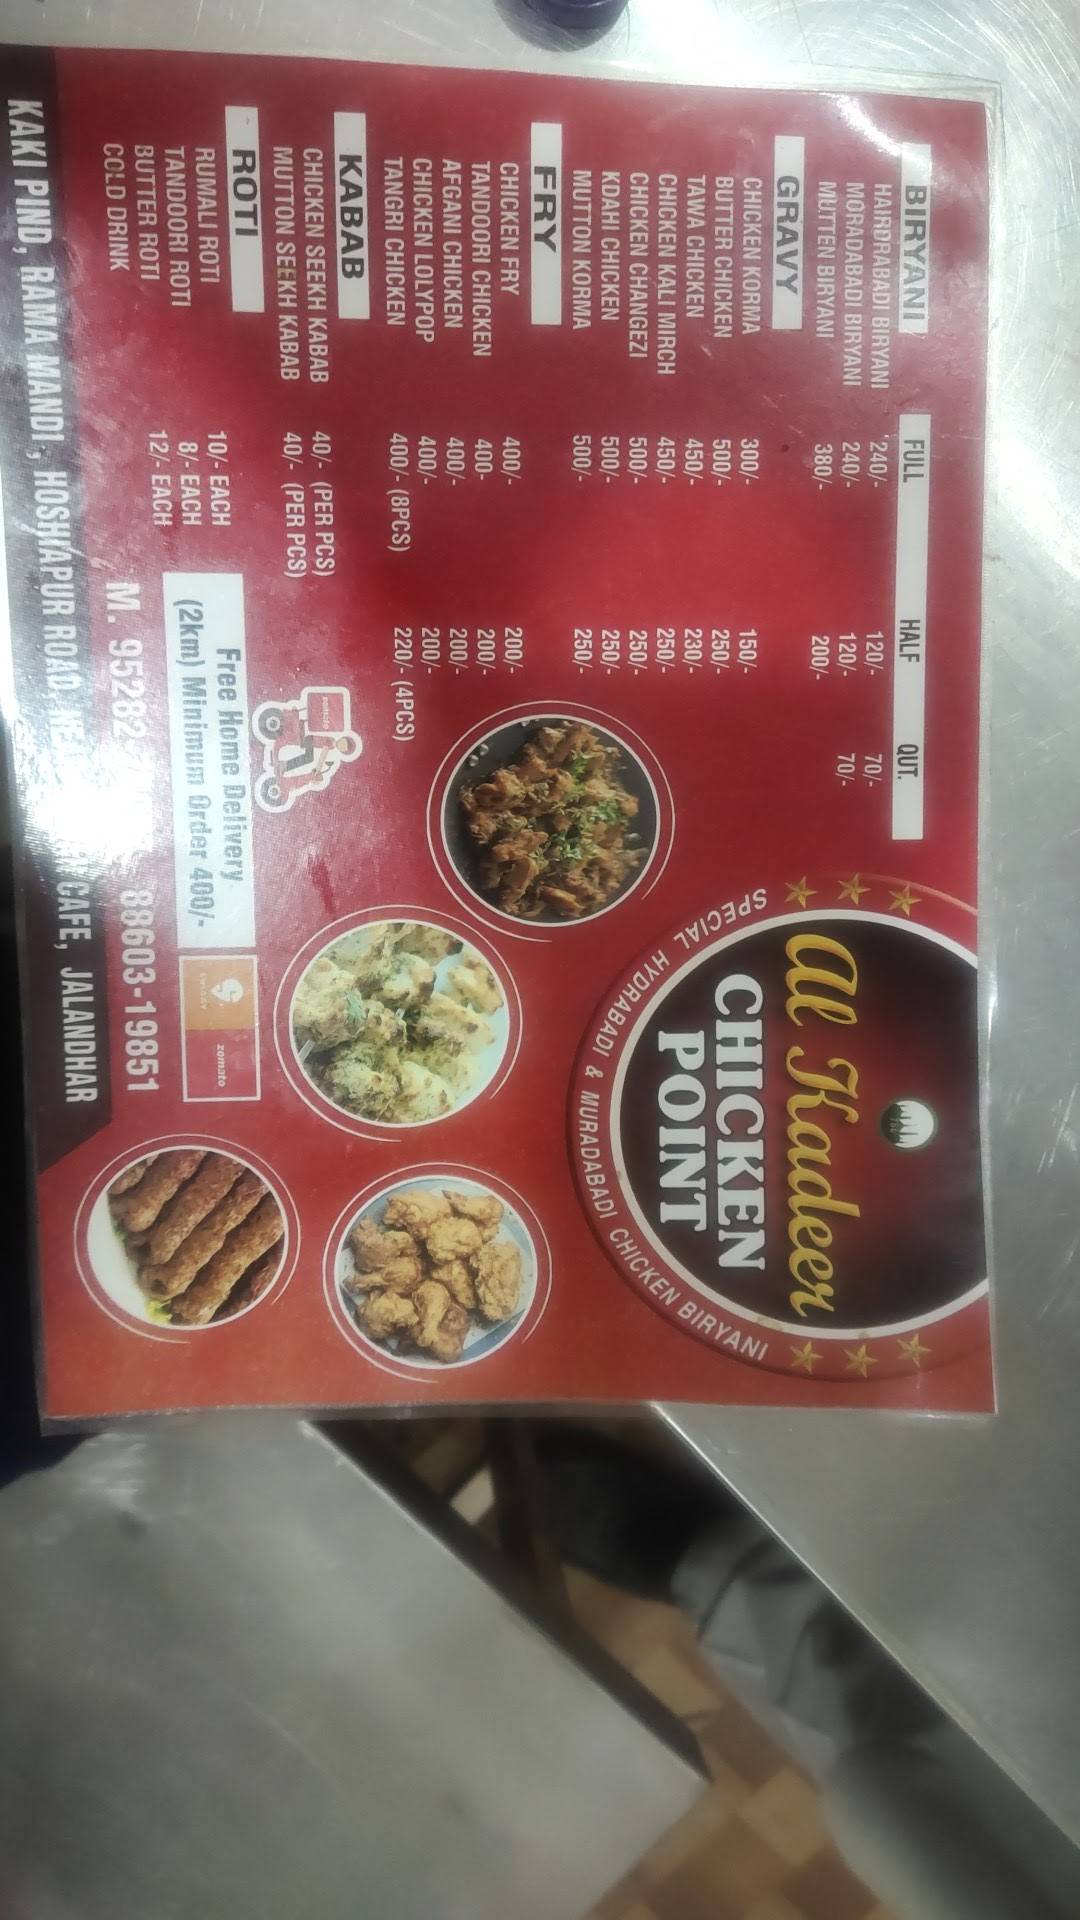 BIRYANI FULL HALF QUT.
HAIRDRABADI BIRYANI 240/- 120/- 70/-
MORADABADI BIRYANI 240/- 120/- 70/-
MUTTEN BIRYANI 380/- 200/-
GRAVY
CHICKEN KORMA 300/- 150/-
BUTTER CHICKEN 500/- 250/-
TAWA CHICKEN 450/- 230/-
CHICKEN KALI MIRCH 450/- 250/-
CHICKEN CHANGEZI 500/- 250/-
KDAHI CHICKEN 500/- 250/-
MUTTON KORMA 500/- 250/-
FRY
CHICKEN FRY 400/- 200/-
TANDOORI CHICKEN 400- 200/-
AFGANI CHICKEN 400/- 200/-
CHICKEN LOLYPOP 400/- 200/-
TANGRI CHICKEN 400/- (8PCS) 220/- (4PCS)
KABAB
CHICKEN SEEKH KABAB 40/- (PER PCS)
MUTTON SEEKH KABAB 40/- (PER PCS)
ROTI
RUMALI ROTI 10/- EACH
TANDOORI ROTI 8/- EACH
BUTTER ROTI 12/- EACH
COLD DRINK
Al Kadeer
CHICKEN
POINT
SPECIAL HYDRABADI & MURADABADI CHICKEN BIRYANI
zomato
Free Home Delivery
(2km) Minimum Order 400/-
SWIGGY
zomato
M. 95282 88603-19851
KAKI PIND, RAMA MANDI, HOSHIAPUR ROAD, CAFE, JALANDHAR